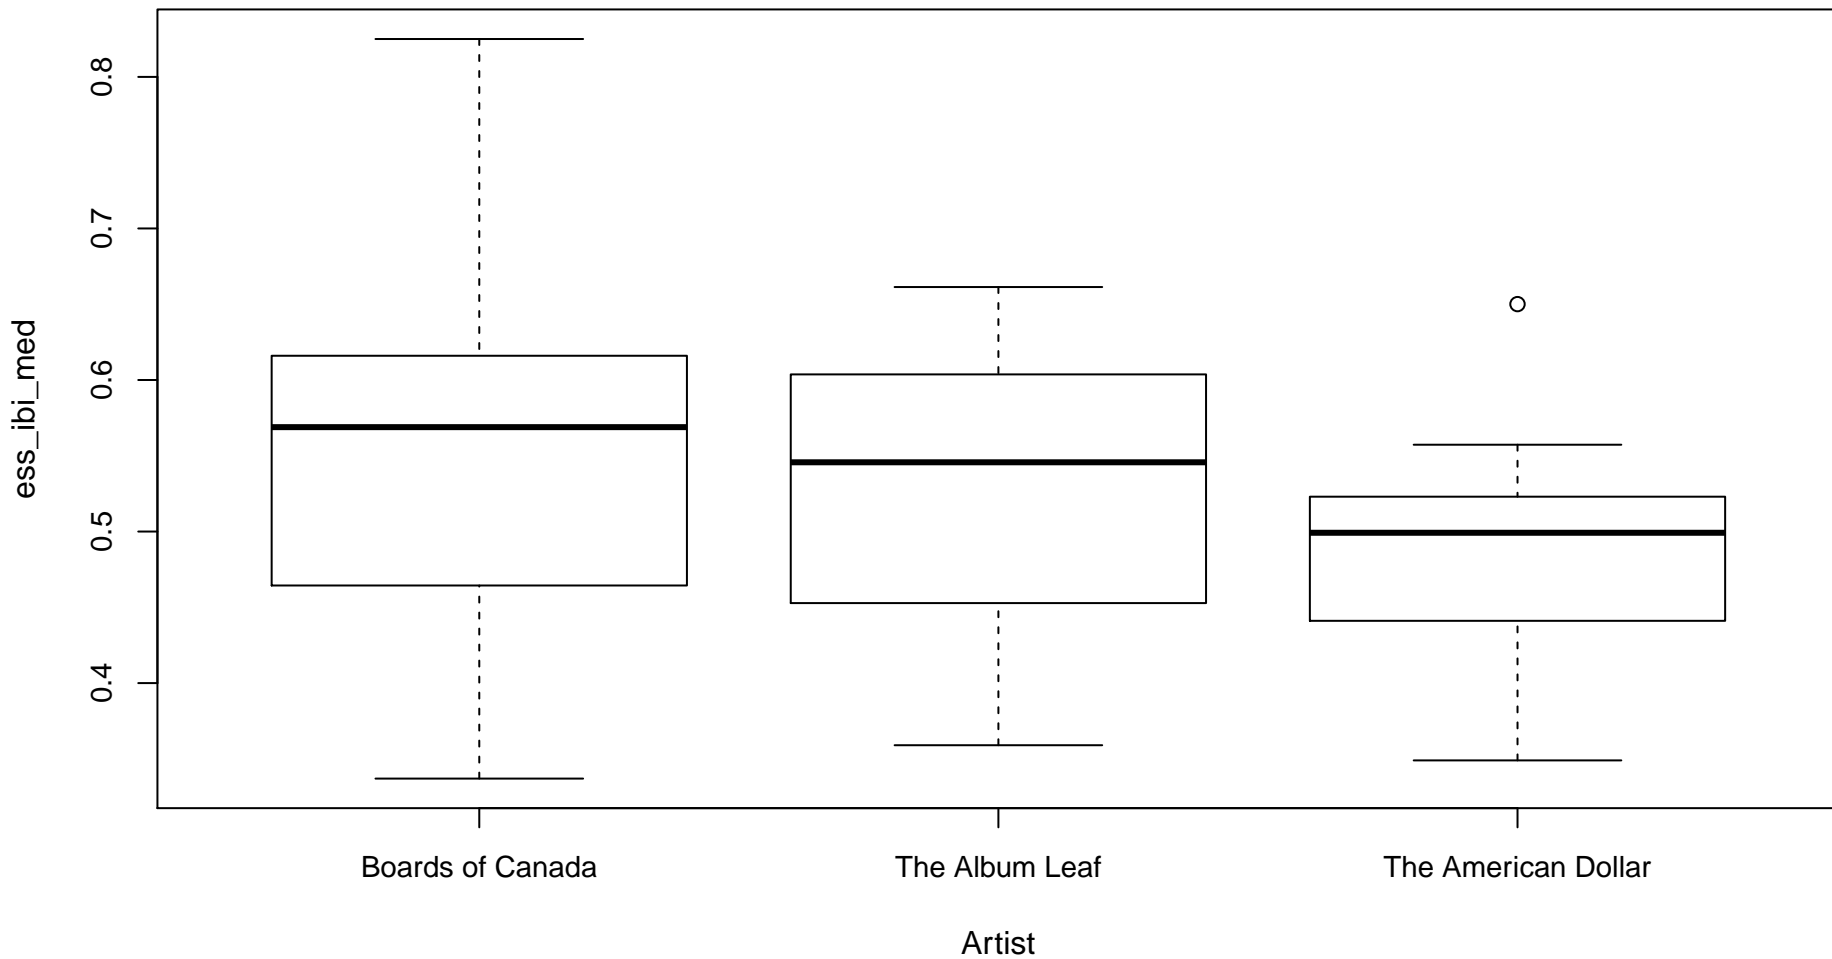 0.8
0.7
0.6
0.5
0.4
ess_ibi_med
Boards of Canada
The Album Leaf
The American Dollar
Artist